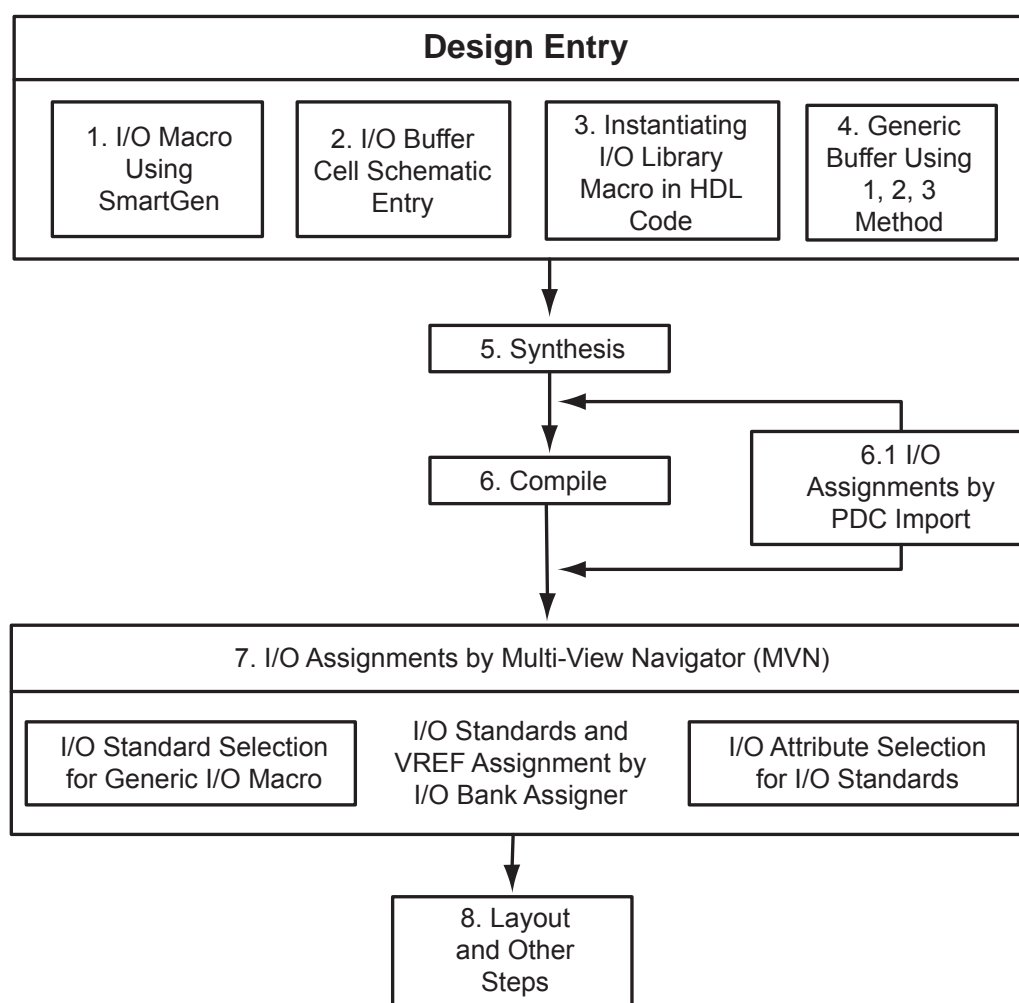 Design Entry
1. I/O Macro
Using
SmartGen
2. I/O Buffer
Cell Schematic
Entry
3. Instantiating
I/O Library
Macro in HDL
Code
4. Generic
Buffer Using
1, 2, 3
Method
5. Synthesis
6. Compile
6.1 I/O
Assignments by
PDC Import
7. I/O Assignments by Multi-View Navigator (MVN)
I/O Standard Selection
for Generic I/O Macro
I/O Standards and
VREF Assignment by
I/O Bank Assigner
I/O Attribute Selection
for I/O Standards
8. Layout
and Other
Steps